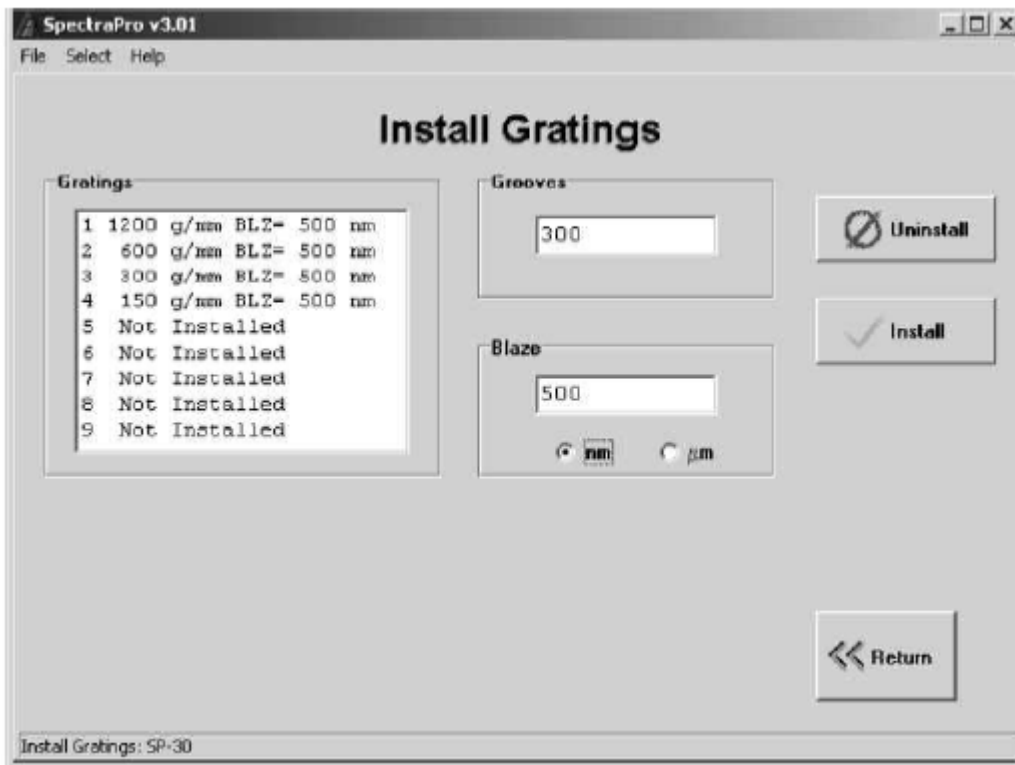 SpectraPro v3.01
File Select Help
Install Gratings
Gratings
1 1200 g/mm BLZ= 500 nm
2 600 g/mm BLZ= 500 nm
3 300 g/mm BLZ= 500 nm
4 150 g/mm BLZ= 500 nm
5 Not Installed
6 Not Installed
7 Not Installed
8 Not Installed
9 Not Installed
Grooves
300
Blaze
500
nm μm
Uninstall
Install
Return
Install Gratings: SP-30